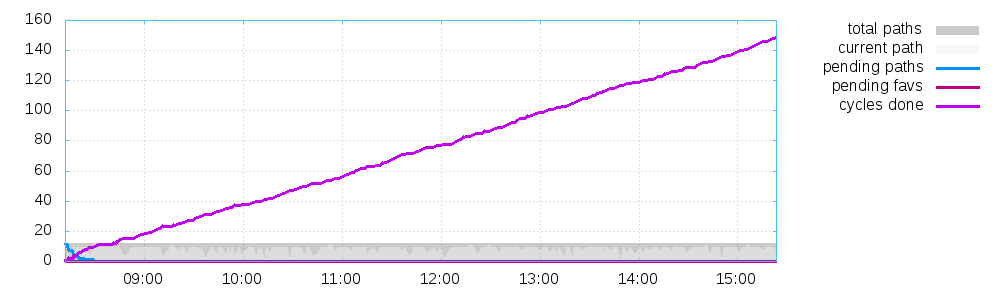 160
140
120
100
80
60
40
20
0
09:00 10:00 11:00 12:00 13:00 14:00 15:00
total paths
current path
pending paths
pending favs
cycles done